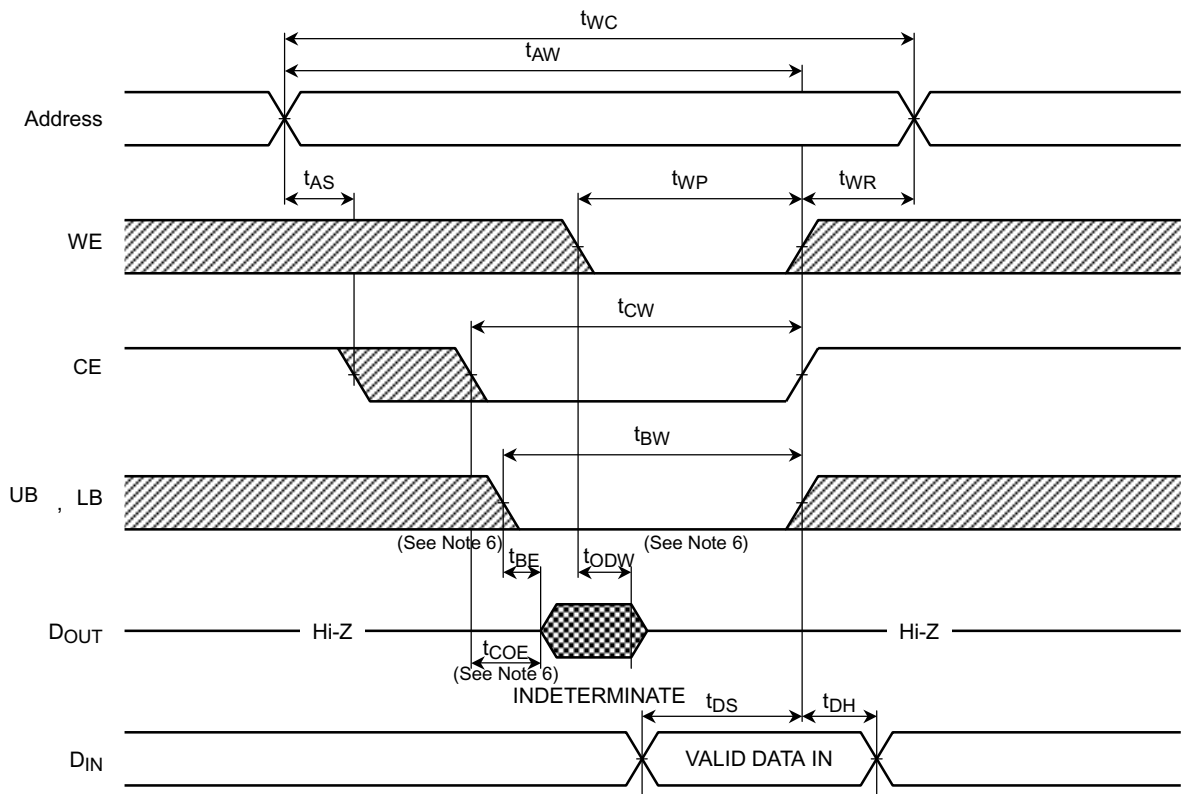 tWC
tAW
Address
tAS
tWP
tWR
WE
tCW
CE
tBW
UB , LB
(See Note 6)
(See Note 6)
tBE
tODW
DOUT
Hi-Z
Hi-Z
tCOE
(See Note 6)
INDETERMINATE
tDS
tDH
DIN
VALID DATA IN